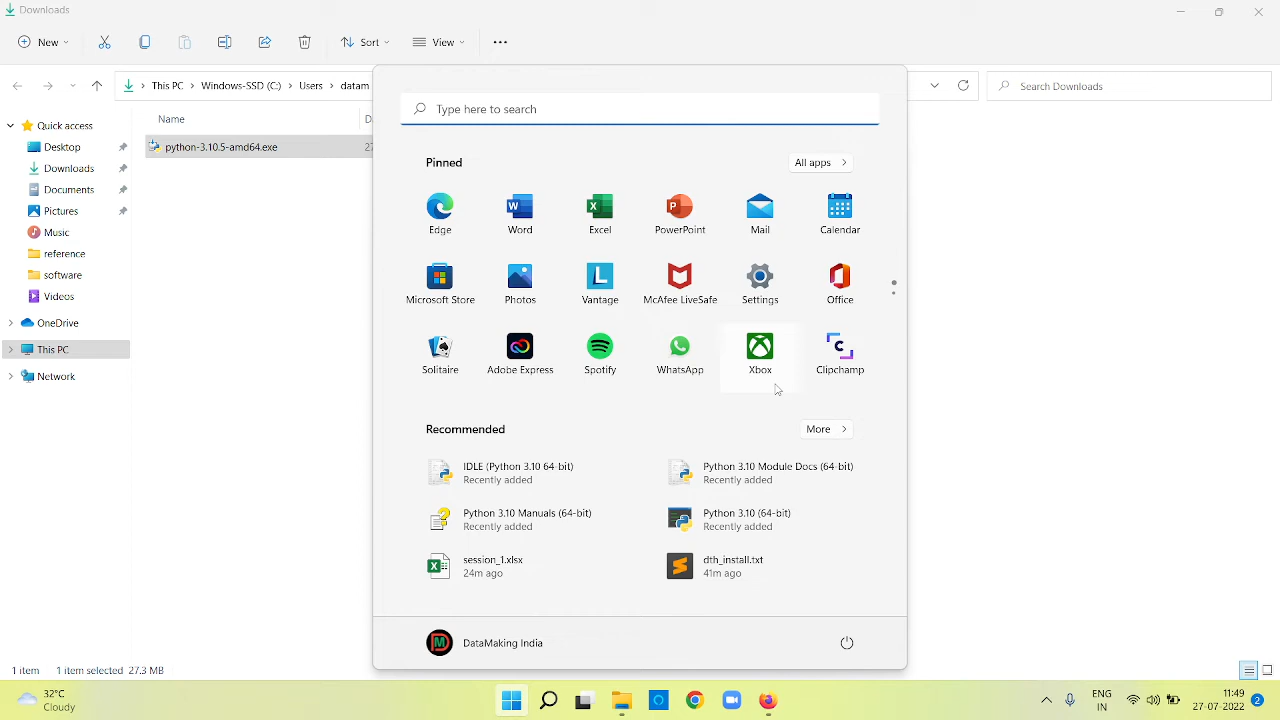 Downloads
New
Sort
View
This PC
Windows-SSD (C:)
Users
datam
Search Downloads
Name
D
python-3.10.5-amd64.exe
27
Quick access
Desktop
Downloads
Documents
Pictures
Music
reference
software
Videos
OneDrive
This PC
Network
Type here to search
Pinned
All apps
Edge
Word
Excel
PowerPoint
Mail
Calendar
Microsoft Store
Photos
Vantage
McAfee LiveSafe
Settings
Office
Solitaire
Adobe Express
Spotify
WhatsApp
Xbox
Clipchamp
Recommended
More
IDLE (Python 3.10 64-bit)
Recently added
Python 3.10 Module Docs (64-bit)
Recently added
Python 3.10 Manuals (64-bit)
Recently added
Python 3.10 (64-bit)
Recently added
session_1.xlsx
24m ago
dth_install.txt
41m ago
DataMaking India
1 item
1 item selected 27.3 MB
32°C
Cloudy
ENG
IN
11:49
27-07-2022
2